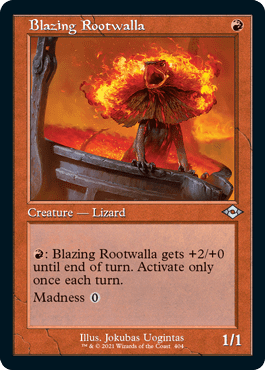 Blazing Rootwalla
Creature — Lizard
: Blazing Rootwalla gets +2/+0
until end of turn. Activate only
once each turn.
Madness 0
Illus. Jokubas Uogintas
™ & © 2021 Wizards of the Coast. 404
1/1